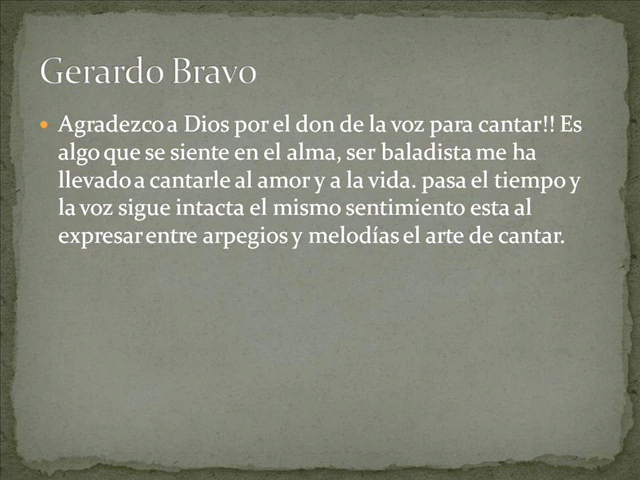 Gerardo Bravo
• Agradezco a Dios por el don de la voz para cantar!! Es
algo que se siente en el alma, ser baladista me ha
llevado a cantarle al amor y a la vida. pasa el tiempo y
la voz sigue intacta el mismo sentimiento esta al
expresar entre arpegios y melodías el arte de cantar.